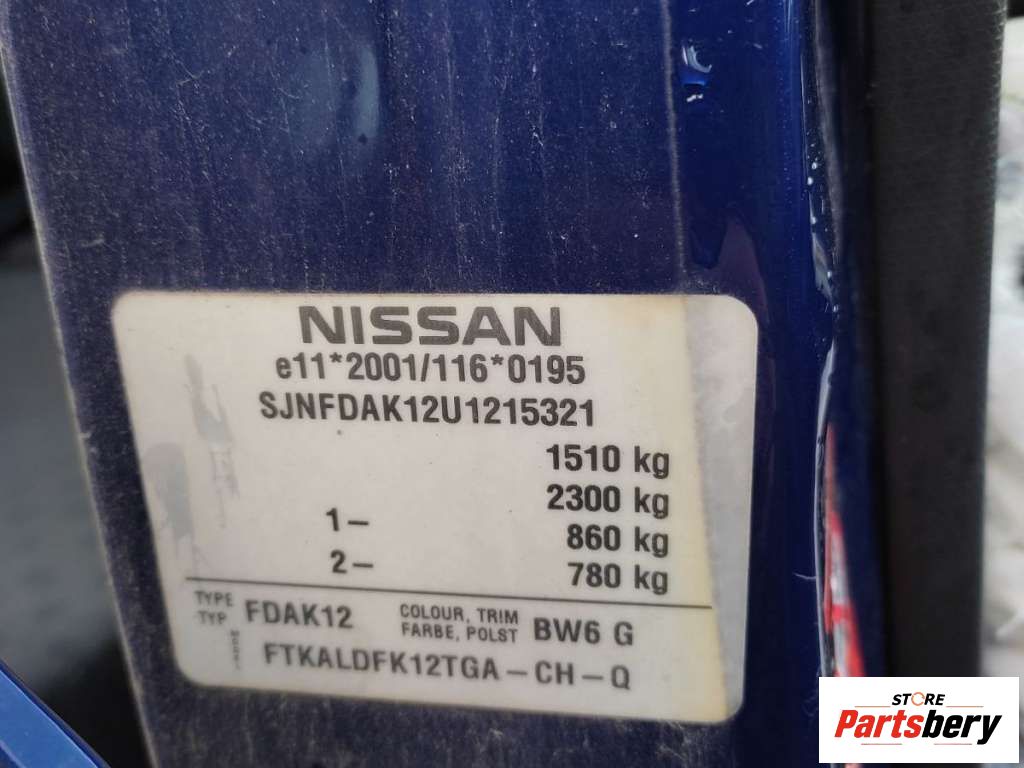 NISSAN
e11*2001/116*0195
SJNFDAK12U1215321
1510 kg
2300 kg
1- 860 kg
2- 780 kg
TYPE TYP FDAK12 COLOUR, TRIM FARBE, POLST BW6 G
MODEL FTKALDFK12TGA-CH-Q
STORE
Partsbery